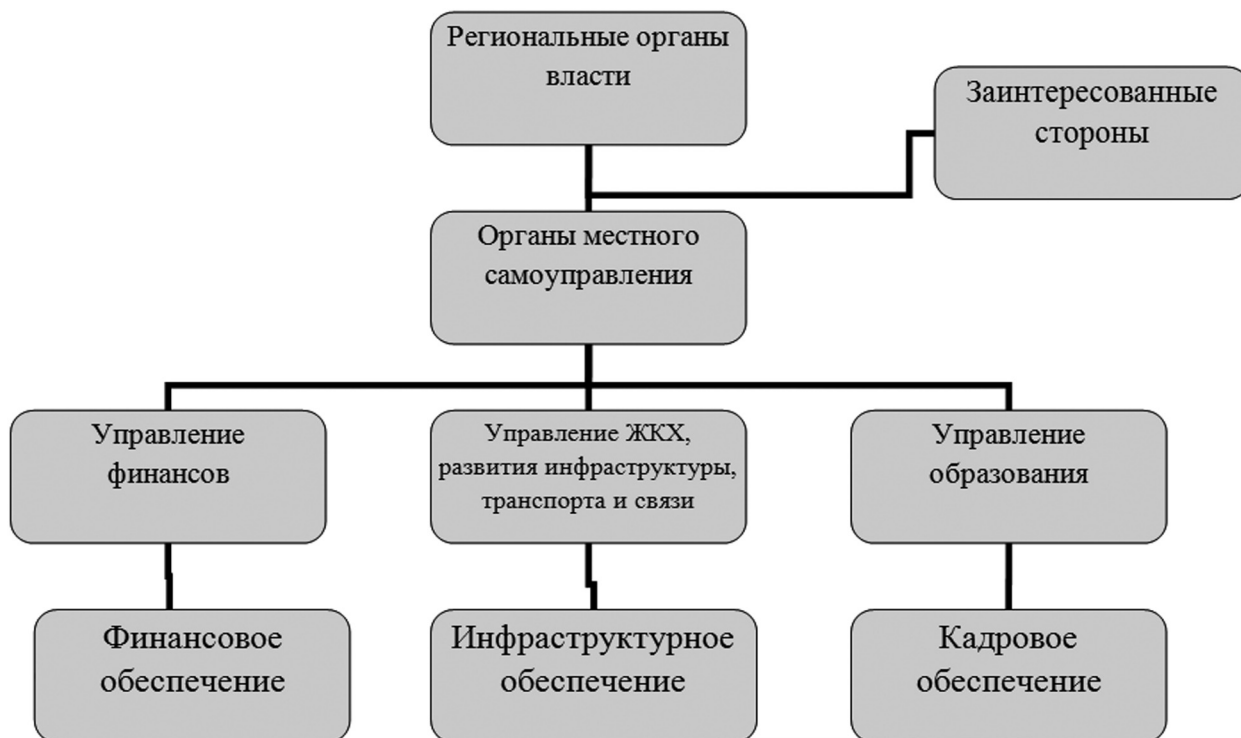 Региональные органы
власти
Заинтересованные
стороны
Органы местного
самоуправления
Управление
финансов
Управление ЖКХ,
развития инфраструктуры,
транспорта и связи
Управление
образования
Финансовое
обеспечение
Инфраструктурное
обеспечение
Кадровое
обеспечение